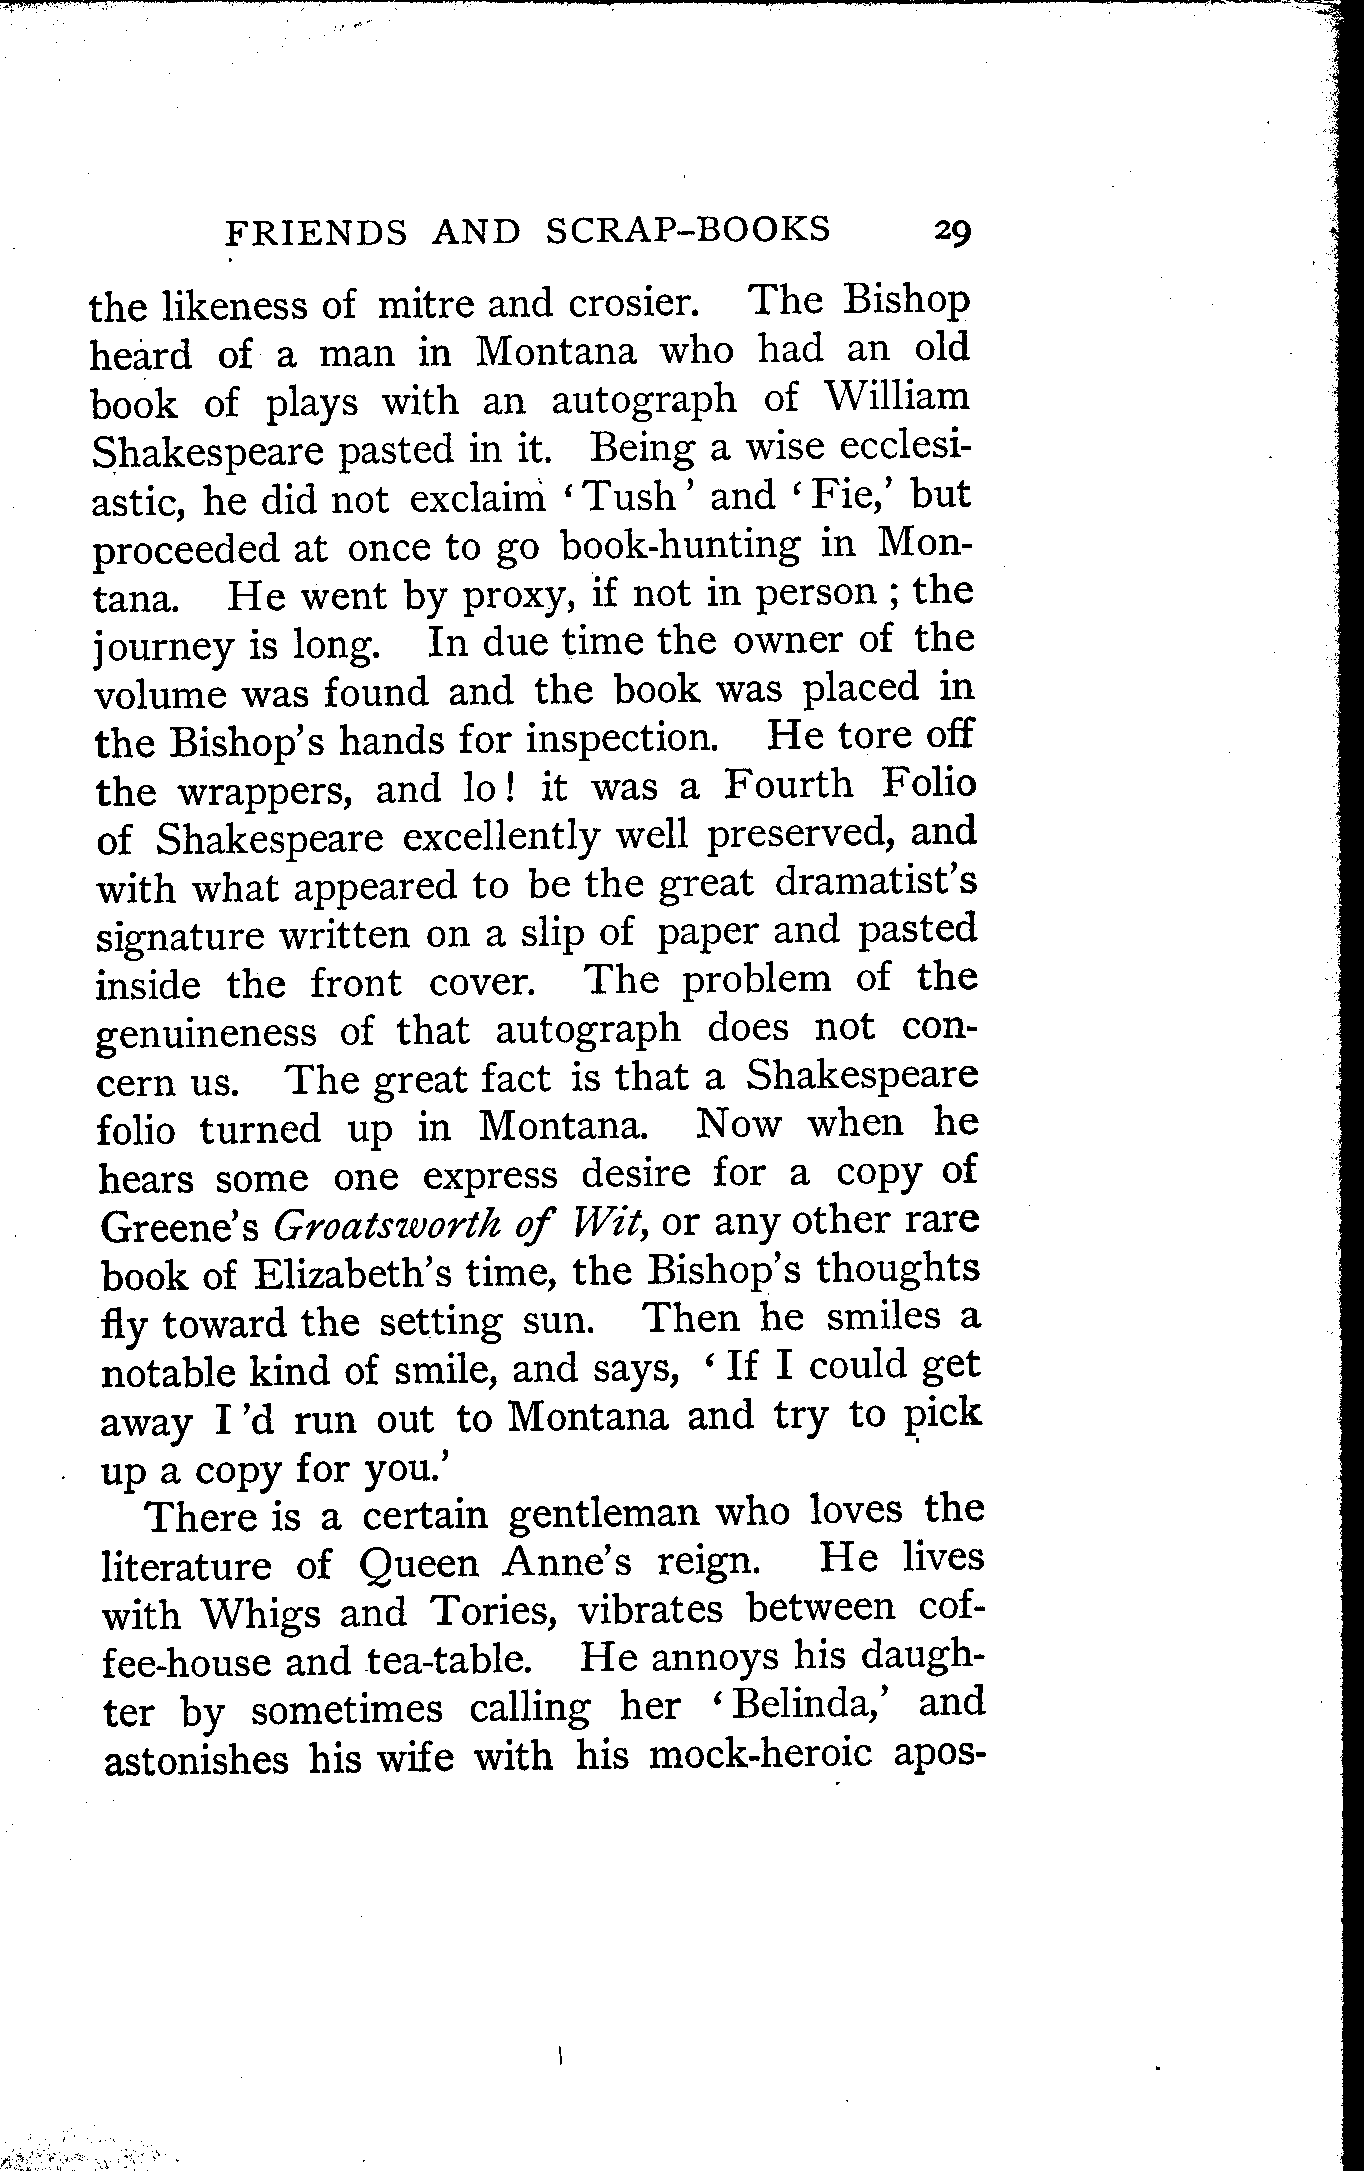 FRIENDS AND SCRAP-BOOKS 29
the likeness of mitre and crosier. The Bishop
heard of a man in Montana who had an old
book of plays with an autograph of William
Shakespeare pasted in it. Being a wise ecclesi-
astic, he did not exclaim ‘Tush’ and ‘Fie,’ but
proceeded at once to go book-hunting in Mon-
tana. He went by proxy, if not in person; the
journey is long. In due time the owner of the
volume was found and the book was placed in
the Bishop's hands for inspection. He tore off
the wrappers, and lo! it was a Fourth Folio
of Shakespeare excellently well preserved, and
with what appeared to be the great dramatist's
signature written on a slip of paper and pasted
inside the front cover. The problem of the
genuineness of that autograph does not con-
cern us. The great fact is that a Shakespeare
folio turned up in Montana. Now when he
hears some one express desire for a copy of
Greene's Groatsworth of Wit, or any other rare
book of Elizabeth's time, the Bishop's thoughts
fly toward the setting sun. Then he smiles a
notable kind of smile, and says, ‘If I could get
away I 'd run out to Montana and try to pick
up a copy for you.’
There is a certain gentleman who loves the
literature of Queen Anne's reign. He lives
with Whigs and Tories, vibrates between cof-
fee-house and tea-table. He annoys his daugh-
ter by sometimes calling her ‘Belinda,’ and
astonishes his wife with his mock-heroic apos-